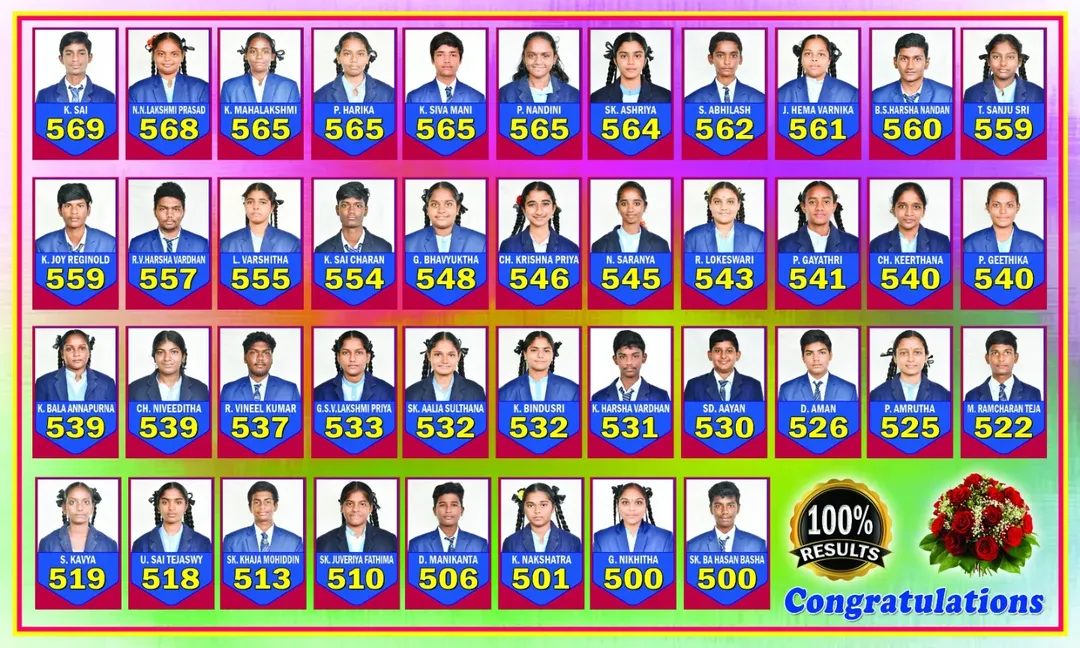 K. SAI
569
N.N.LAKSHMI PRASAD
568
K. MAHALAKSHMI
565
P. HARIKA
565
K. SIVA MANI
565
P. NANDINI
565
SK. ASHRIYA
564
S. ABHILASH
562
J. HEMA VARNIKA
561
B.S.HARSHA NANDAN
560
T. SANJU SRI
559
K. JOY REGINOLD
559
R.V.HARSHA VARDHAN
557
L. VARSHITHA
555
K. SAI CHARAN
554
G. BHAVYUKTHA
548
CH. KRISHNA PRIYA
546
N. SARANYA
545
R. LOKESWARI
543
P. GAYATHRI
541
CH. KEERTHANA
540
P. GEETHIKA
540
K. BALA ANNAPURNA
539
CH. NIVEEDITHA
539
R. VINEEL KUMAR
537
G.S.V.LAKSHMI PRIYA
533
SK. AALIA SULTHANA
532
K. BINDUSRI
532
K. HARSHA VARDHAN
531
SD. AAYAN
530
D. AMAN
526
P. AMRUTHA
525
M. RAMCHARAN TEJA
522
S. KAVYA
519
U. SAI TEJASWY
518
SK. KHAJA MOHIDDIN
513
SK. JUVERIYA FATHIMA
510
D. MANIKANTA
506
K. NAKSHATRA
501
G. NIKHITHA
500
SK. BA HASAN BASHA
500
100%
RESULTS
Congratulations